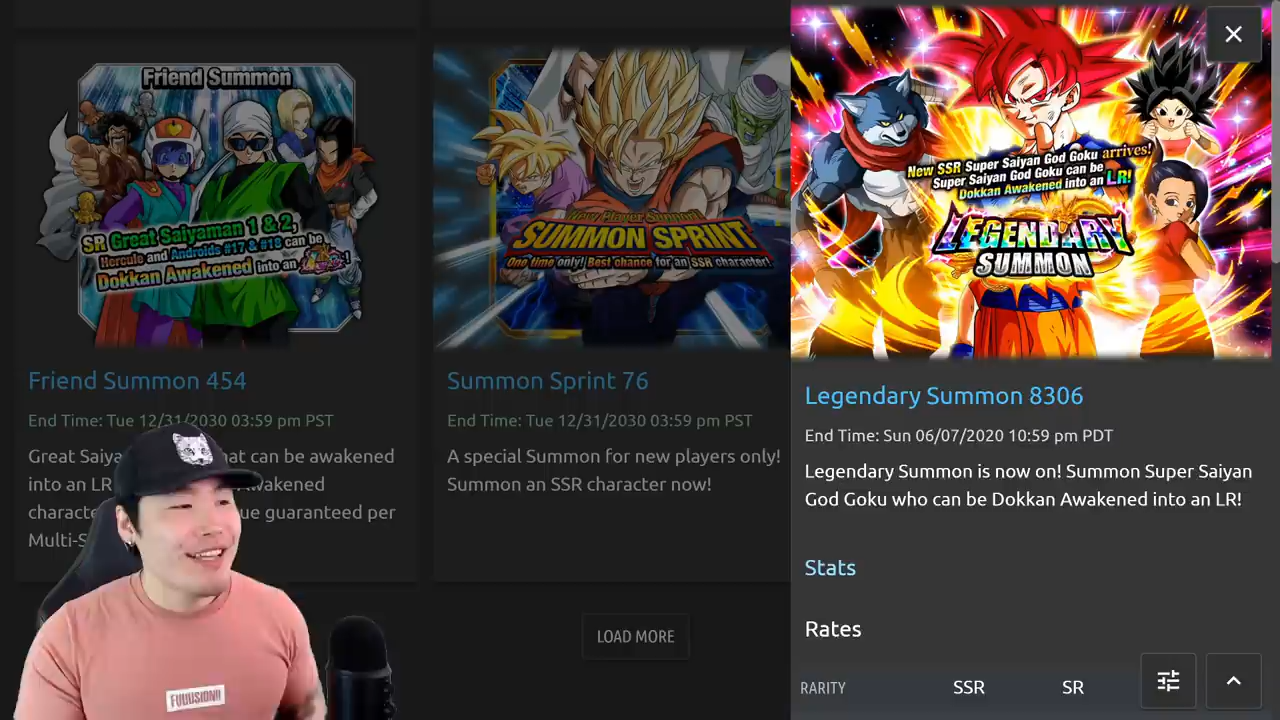 Friend Summon
SR Great Saiyaman 1 & 2,
Hercule and Androids #17 & #18 can be
Dokkan Awakened into an
Friend Summon 454
End Time: Tue 12/31/2030 03:59 pm PST
Great Saiya at can be awakened
into an LR wakened
characte ue guaranteed per
Multi-S
FUUUSION!!
New Player Support
SUMMON SPRINT
One time only! Best chance for an SSR character!
Summon Sprint 76
End Time: Tue 12/31/2030 03:59 pm PST
A special Summon for new players only!
Summon an SSR character now!
LOAD MORE
New SSR Super Saiyan God Goku arrives!
Super Saiyan God Goku can be
Dokkan Awakened into an LR!
LEGENDARY
SUMMON
Legendary Summon 8306
End Time: Sun 06/07/2020 10:59 pm PDT
Legendary Summon is now on! Summon Super Saiyan
God Goku who can be Dokkan Awakened into an LR!
Stats
Rates
RARITY SSR SR